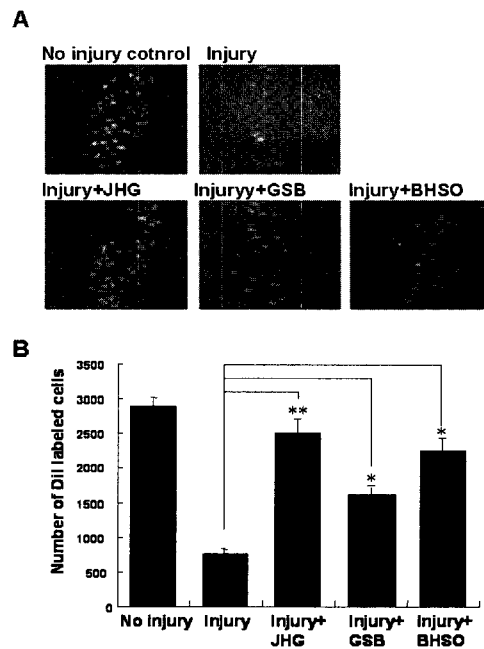 A
No injury cotnrol Injury
Injury+JHG Injuryy+GSB Injury+BHSO
B
Number of DiI labeled cells
3500
3000
2500
2000
1500
1000
500
0
** * *
No injury Injury Injury+ JHG Injury+ GSB Injury+ BHSO